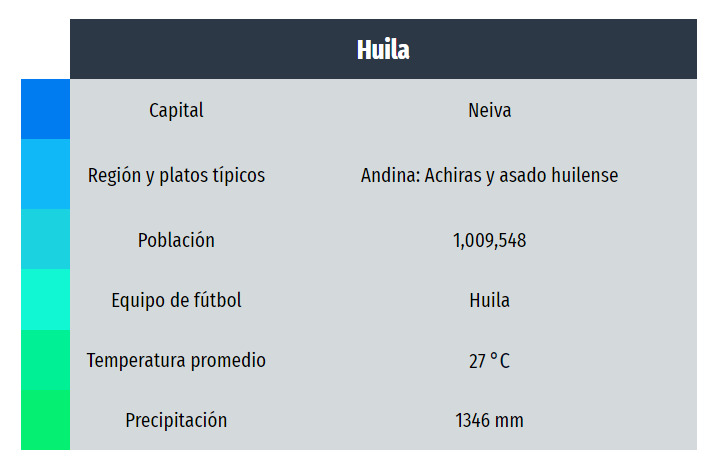 Huila
Capital Neiva
Región y platos típicos Andina: Achiras y asado huilense
Población 1,009,548
Equipo de fútbol Huila
Temperatura promedio 27 °C
Precipitación 1346 mm